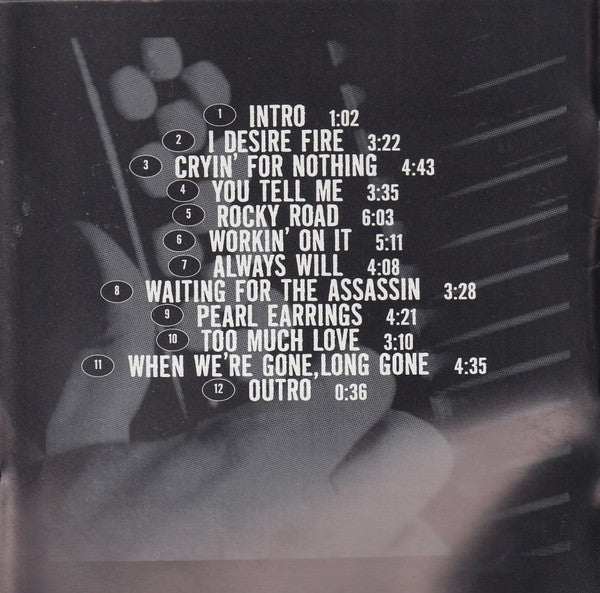 1 INTRO 1:02
2 I DESIRE FIRE 3:22
3 CRYIN' FOR NOTHING 4:43
4 YOU TELL ME 3:35
5 ROCKY ROAD 6:03
6 WORKIN' ON IT 5:11
7 ALWAYS WILL 4:08
8 WAITING FOR THE ASSASSIN 3:28
9 PEARL EARRINGS 4:21
10 TOO MUCH LOVE 3:10
11 WHEN WE'RE GONE,LONG GONE 4:35
12 OUTRO 0:36